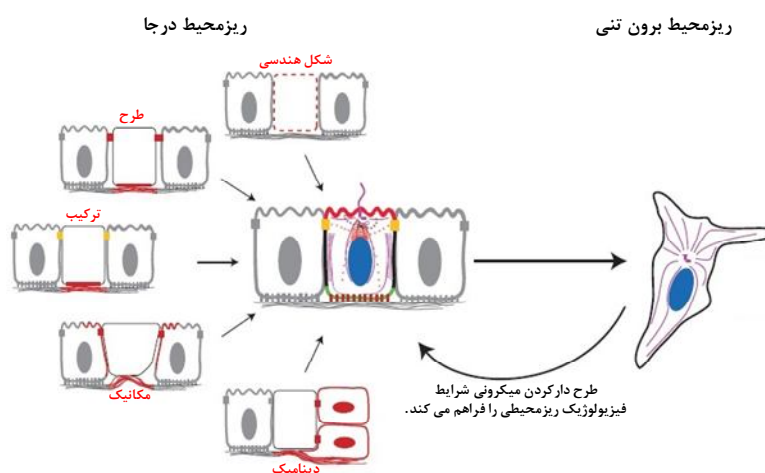 ریزمحیط برون تنی
ریزمحیط درجا
شکل هندسی
طرح
ترکیب
مکانیک
دینامیک
طرح دارکردن میکرونی شرایط
فیزیولوژیک ریزمحیطی را فراهم می کند.